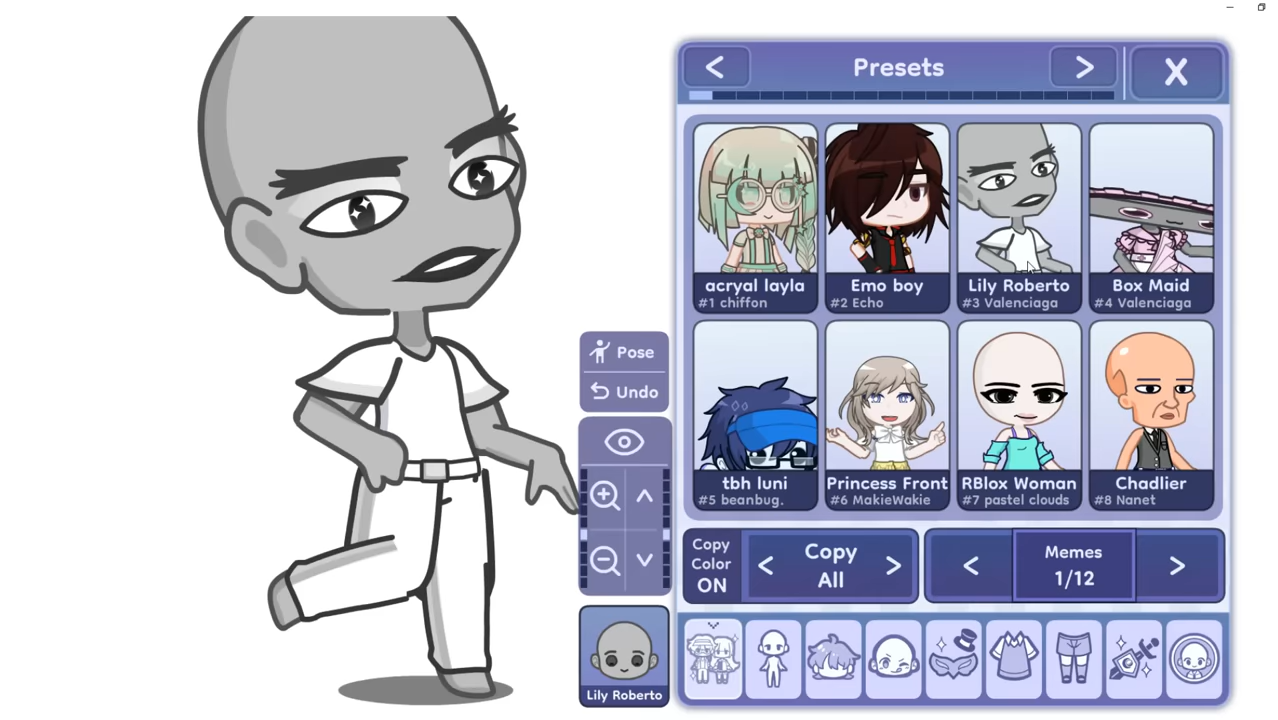 < Presets > X
acryal layla
#1 chiffon
Emo boy
#2 Echo
Lily Roberto
#3 Valenciaga
Box Maid
#4 Valenciaga
Pose
Undo
tbh luni
#5 beanbug.
Princess Front
#6 MakieWakie
RBlox Woman
#7 pastel clouds
Chadlier
#8 Nanet
Copy
Color
ON
< Copy >
All
< Memes >
1/12
Lily Roberto